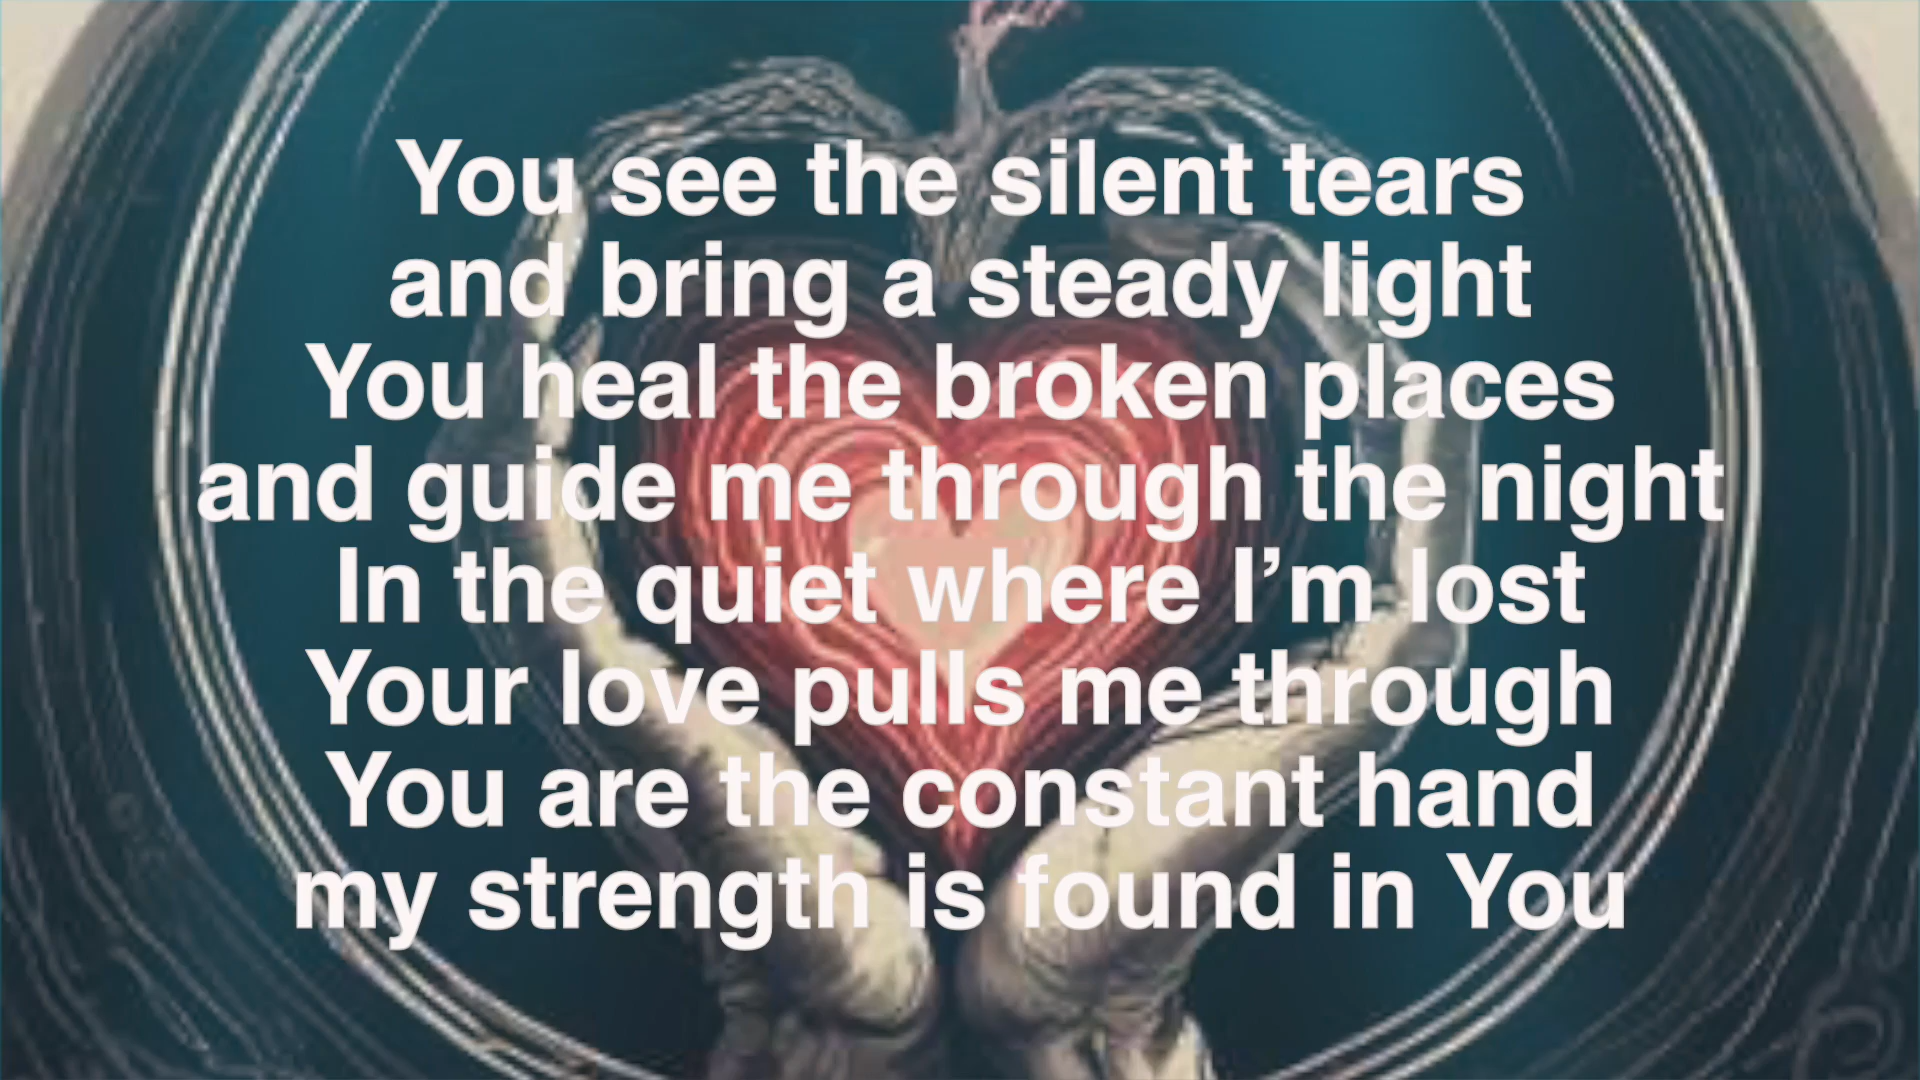 You see the silent tears
and bring a steady light
You heal the broken places
and guide me through the night
In the quiet where I’m lost
Your love pulls me through
You are the constant hand
my strength is found in You